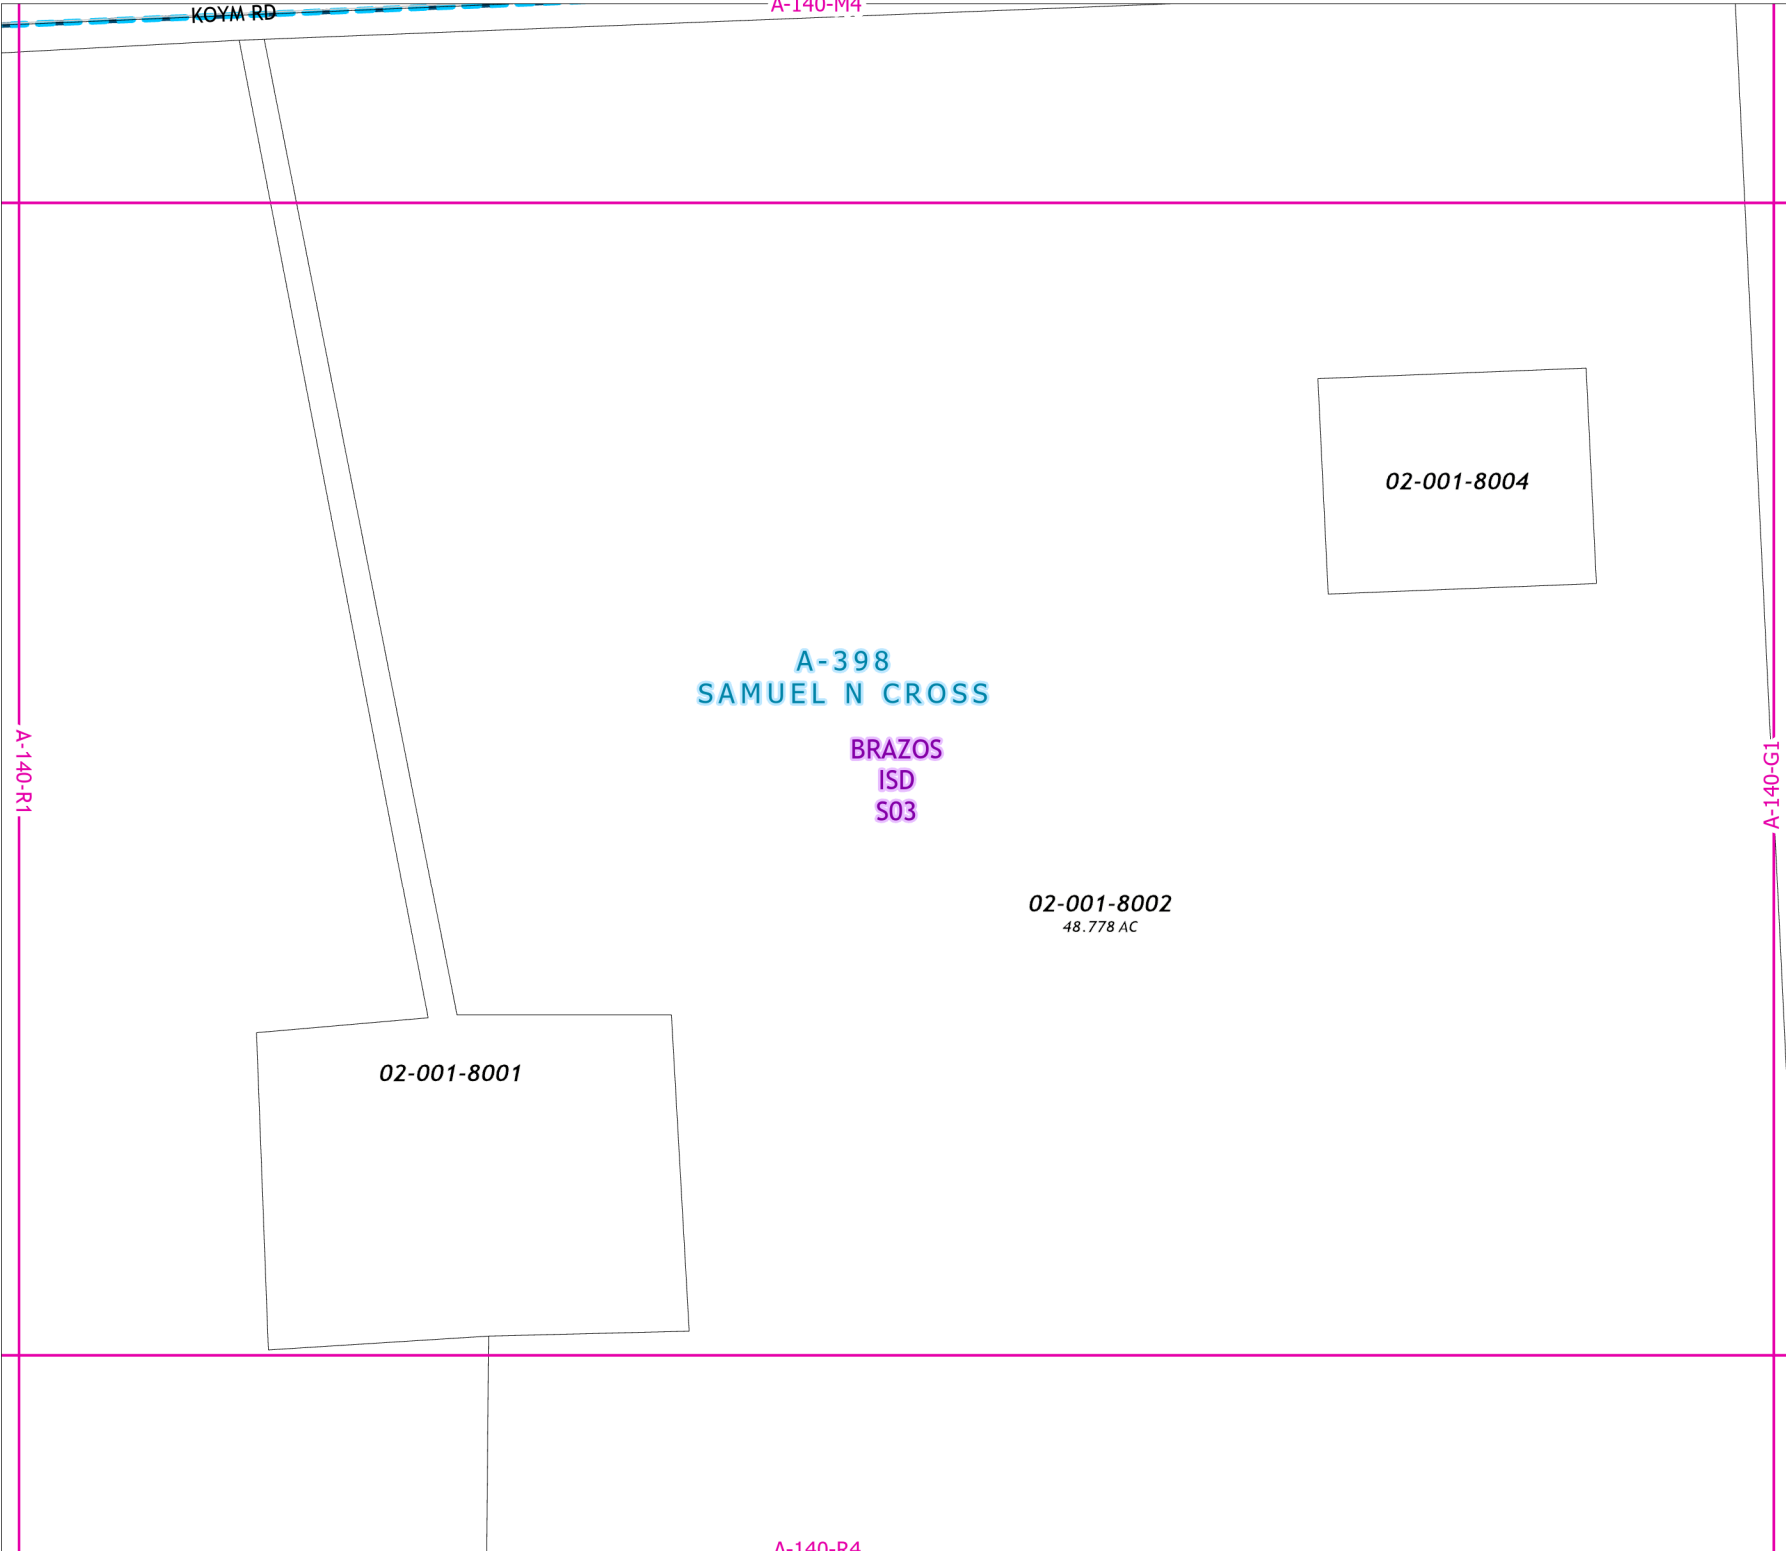 A-140-M4
KOYM RD
02-001-8004
A-398
SAMUEL N CROSS
BRAZOS
ISD
S03
A-140-R1
A-140-G1
02-001-8002
48.778 AC
02-001-8001
A-140-R4